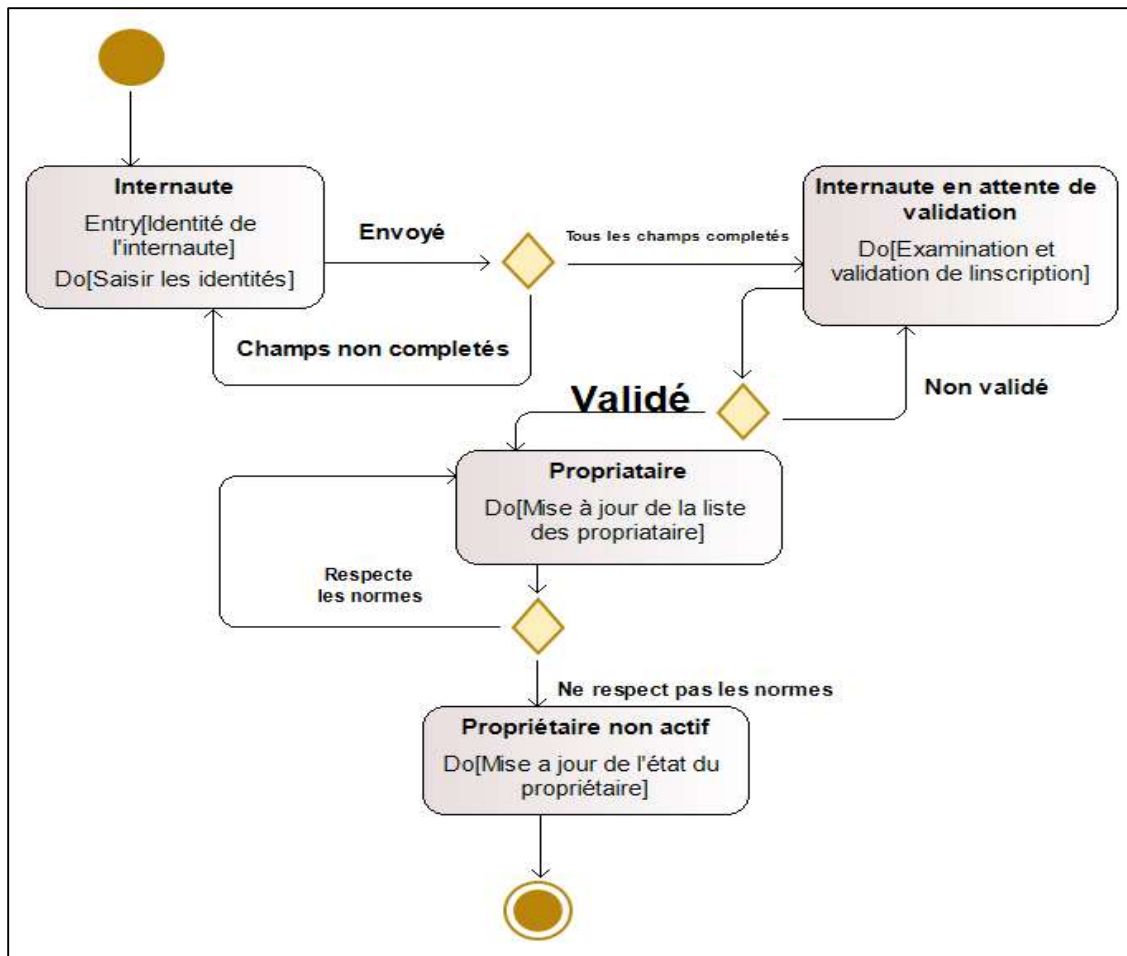 Internaute
Entry[Identité de
l'internaute]
Do[Saisir les identités]
Envoyé
Tous les champs completés
Internaute en attente de
validation
Do[Examination et
validation de linscription]
Champs non completés
Validé
Non validé
Propriataire
Do[Mise à jour de la liste
des propriataire]
Respecte
les normes
Ne respect pas les normes
Propriétaire non actif
Do[Mise a jour de l'état du
propriétaire]